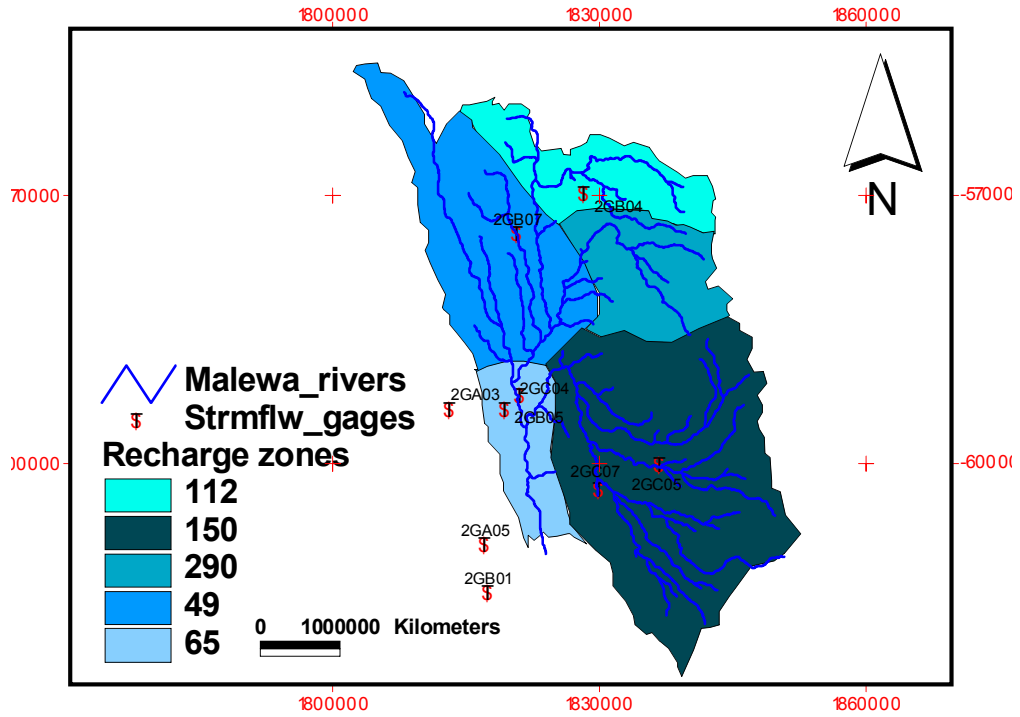 1800000 1830000 1860000
70000 -57000
N
2GB04
2GB07
Malewa_rivers
Strmflw_gages
2GA03 2GC04
2GB05
Recharge zones
00000 -60000
2GC07
2GC05
112
150
290
49
65
2GA05
2GB01
0 1000000 Kilometers
1800000 1830000 1860000